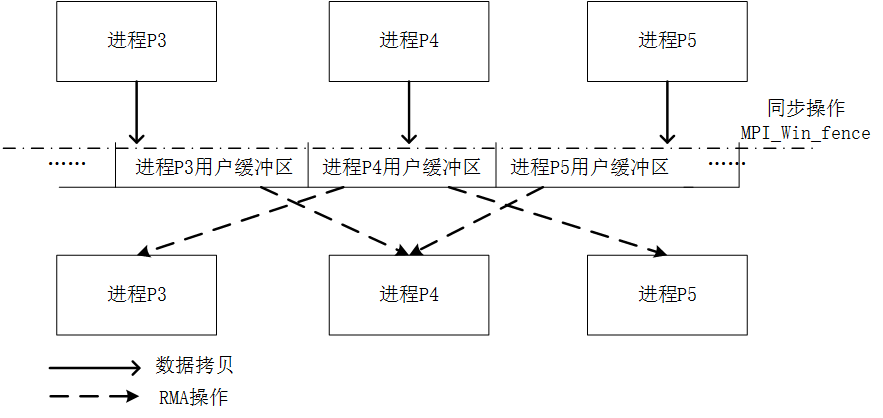 进程P3
进程P4
进程P5
同步操作
MPI_Win_fence
……
进程P3用户缓冲区
进程P4用户缓冲区
进程P5用户缓冲区
……
进程P3
进程P4
进程P5
数据拷贝
RMA操作